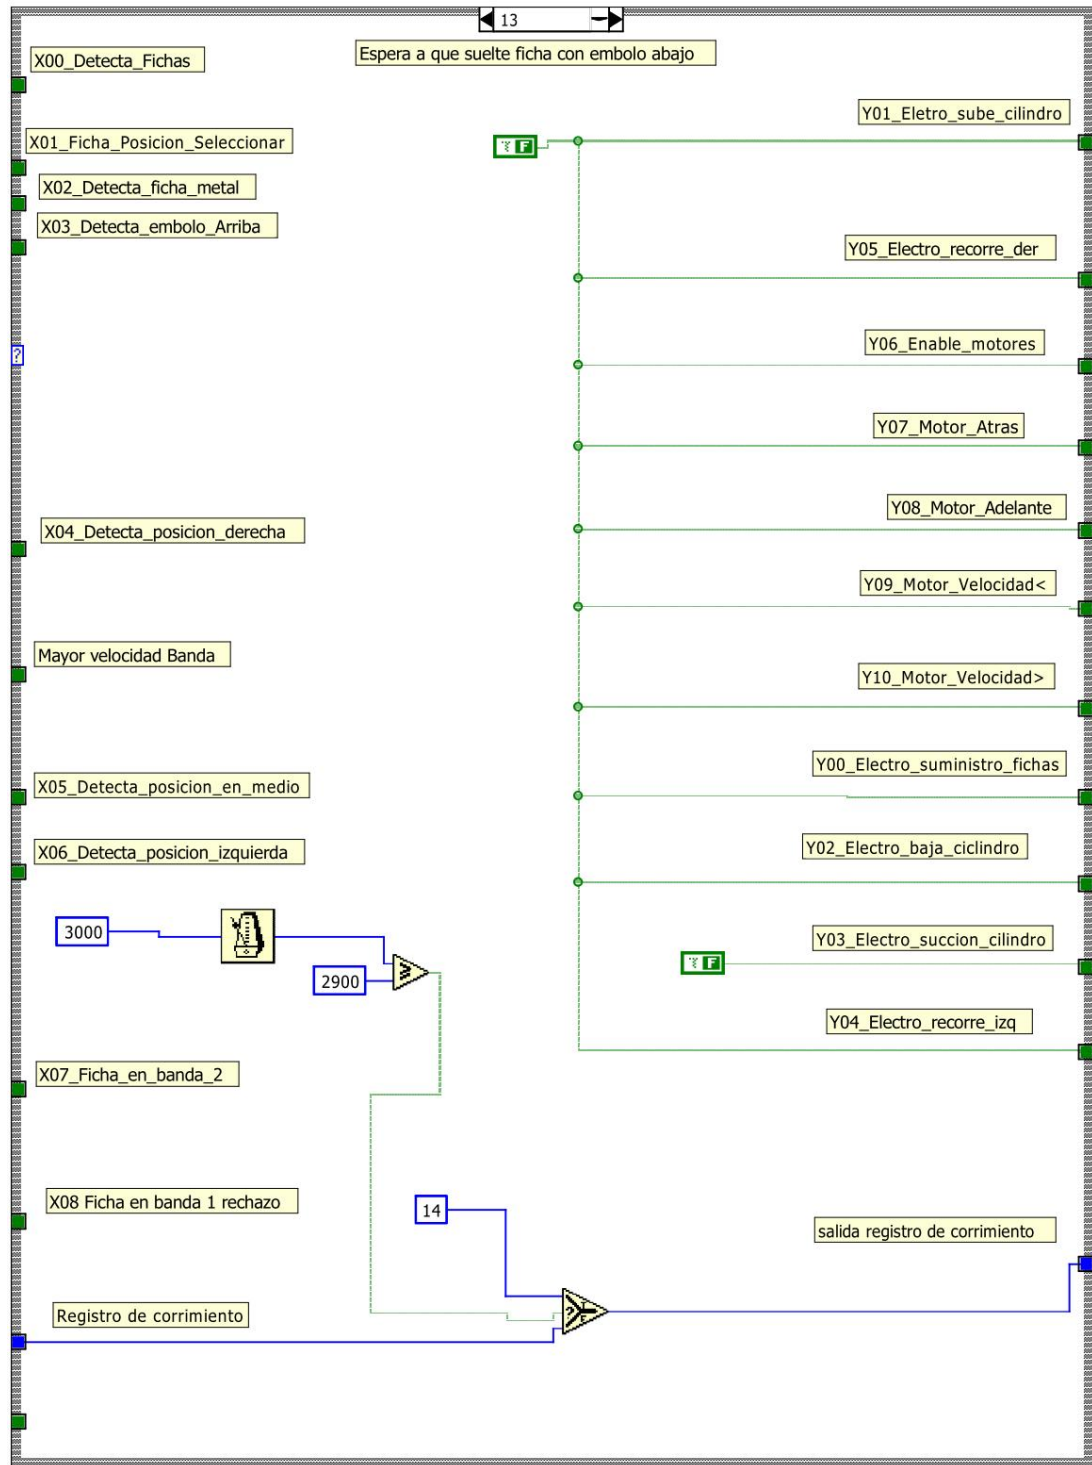 13
Espera a que suelte ficha con embolo abajo
X00_Detecta_Fichas
Y01_Eletro_sube_cilindro
X01_Ficha_Posicion_Seleccionar
F
X02_Detecta_ficha_metal
X03_Detecta_embolo_Arriba
Y05_Electro_recorre_der
Y06_Enable_motores
?
Y07_Motor_Atras
Y08_Motor_Adelante
X04_Detecta_posicion_derecha
Y09_Motor_Velocidad<
Mayor velocidad Banda
Y10_Motor_Velocidad>
Y00_Electro_suministro_fichas
X05_Detecta_posicion_en_medio
Y02_Electro_baja_ciclindro
X06_Detecta_posicion_izquierda
3000
Y03_Electro_succion_cilindro
F
2900
≥
Y04_Electro_recorre_izq
X07_Ficha_en_banda_2
X08 Ficha en banda 1 rechazo
14
salida registro de corrimiento
Registro de corrimiento
T
?
F